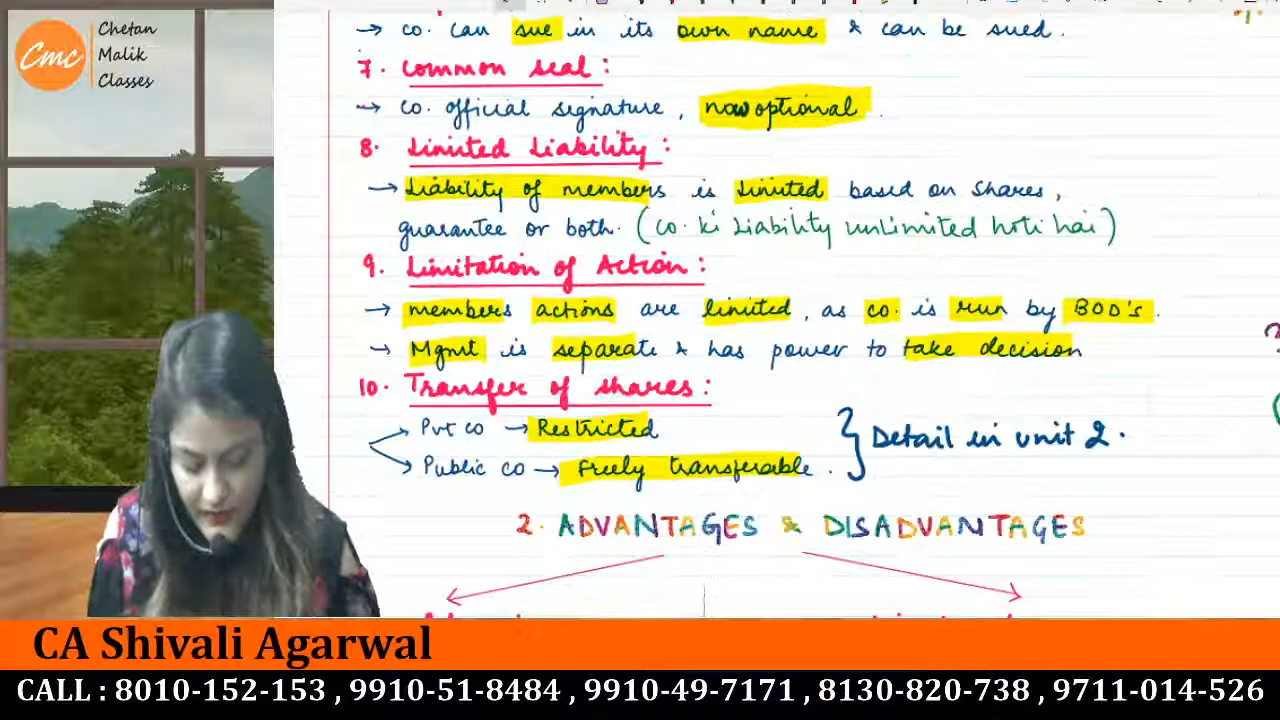 Cmc
Chetan
Malik
Classes
→ co. can sue in its own name & can be sued.
7. Common seal :
→ co. official signature, now optional.
8. Limited Liability :
→ Liability of members is limited based on shares,
guarantee or both. (co. ki Liability unlimited hoti hai)
9. Limitation of Action :
→ members actions are limited, as co. is run by BOD's.
→ Mgmt is separate & has power to take decision
10. Transfer of shares :
Pvt co → Restricted
Public co → Freely transferable.
} Detail in unit 2.
2. ADVANTAGES & DISADVANTAGES
CA Shivali Agarwal
CALL : 8010-152-153 , 9910-51-8484 , 9910-49-7171 , 8130-820-738 , 9711-014-526